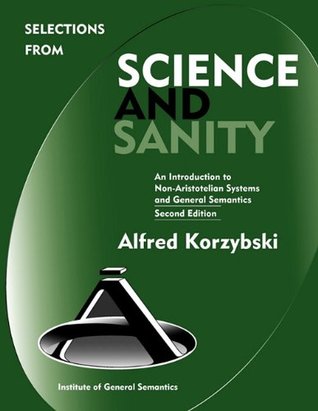 SELECTIONS
FROM
SCIENCE
AND
SANITY
An Introduction to
Non-Aristotelian Systems
and General Semantics
Second Edition
Alfred Korzybski
Institute of General Semantics